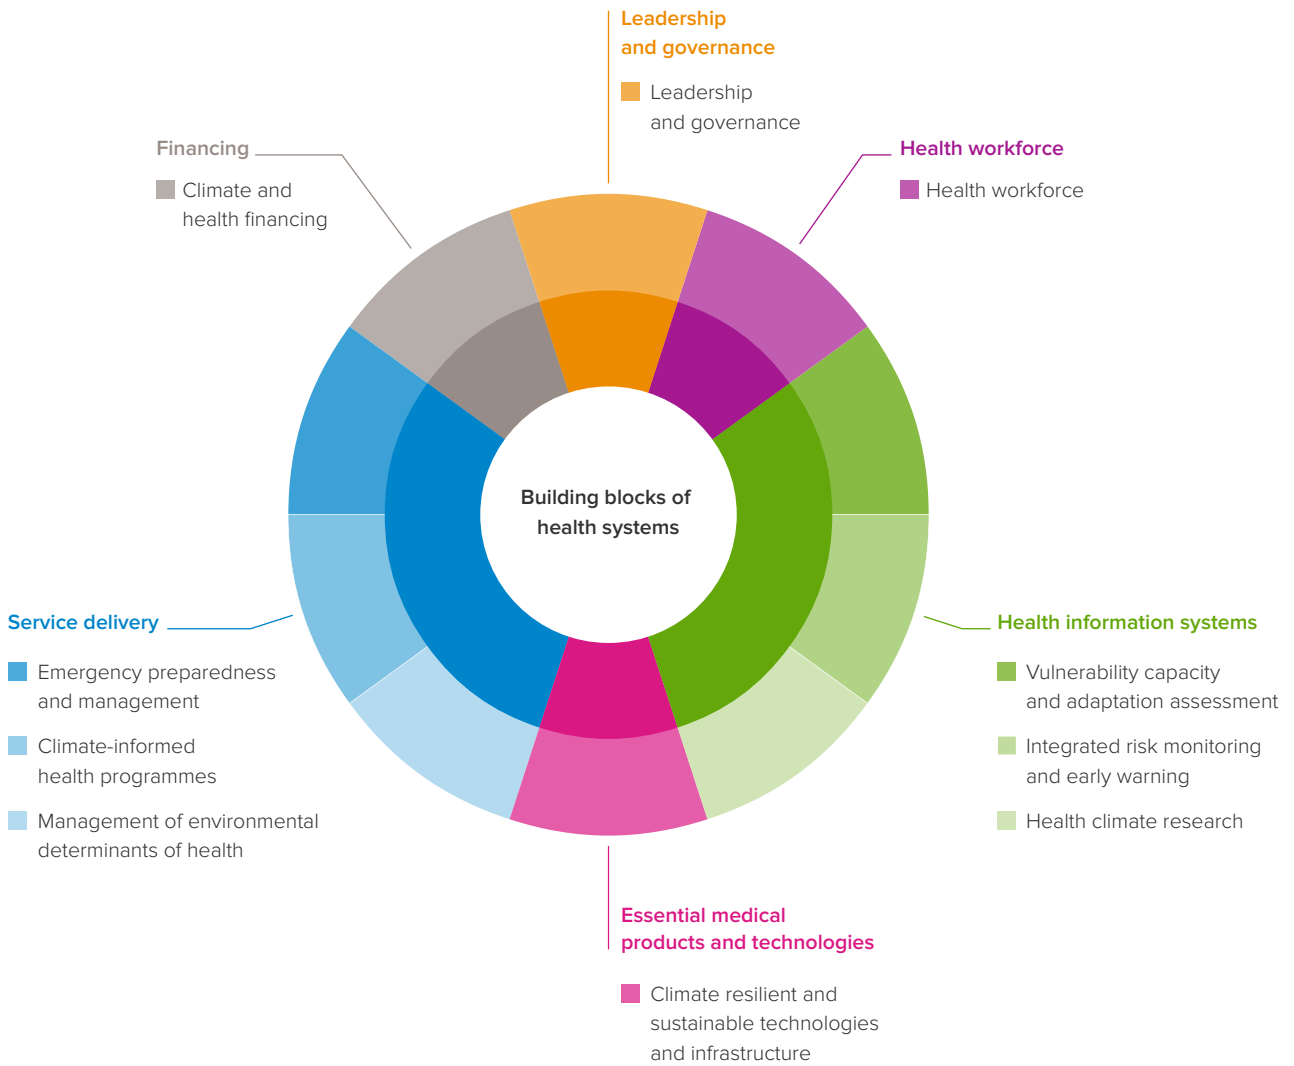 Leadership
and governance
Leadership
and governance
Financing
Climate and
health financing
Health workforce
Health workforce
Building blocks of
health systems
Service delivery
Emergency preparedness
and management
Climate-informed
health programmes
Management of environmental
determinants of health
Health information systems
Vulnerability capacity
and adaptation assessment
Integrated risk monitoring
and early warning
Health climate research
Essential medical
products and technologies
Climate resilient and
sustainable technologies
and infrastructure